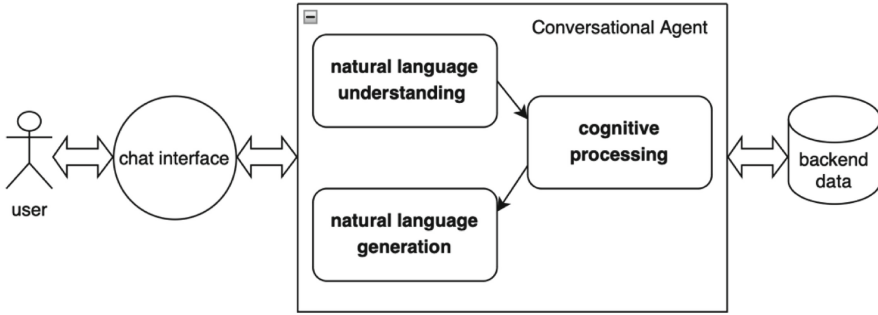 Conversational Agent
natural language
understanding
cognitive
processing
chat interface
backend
data
user
natural language
generation